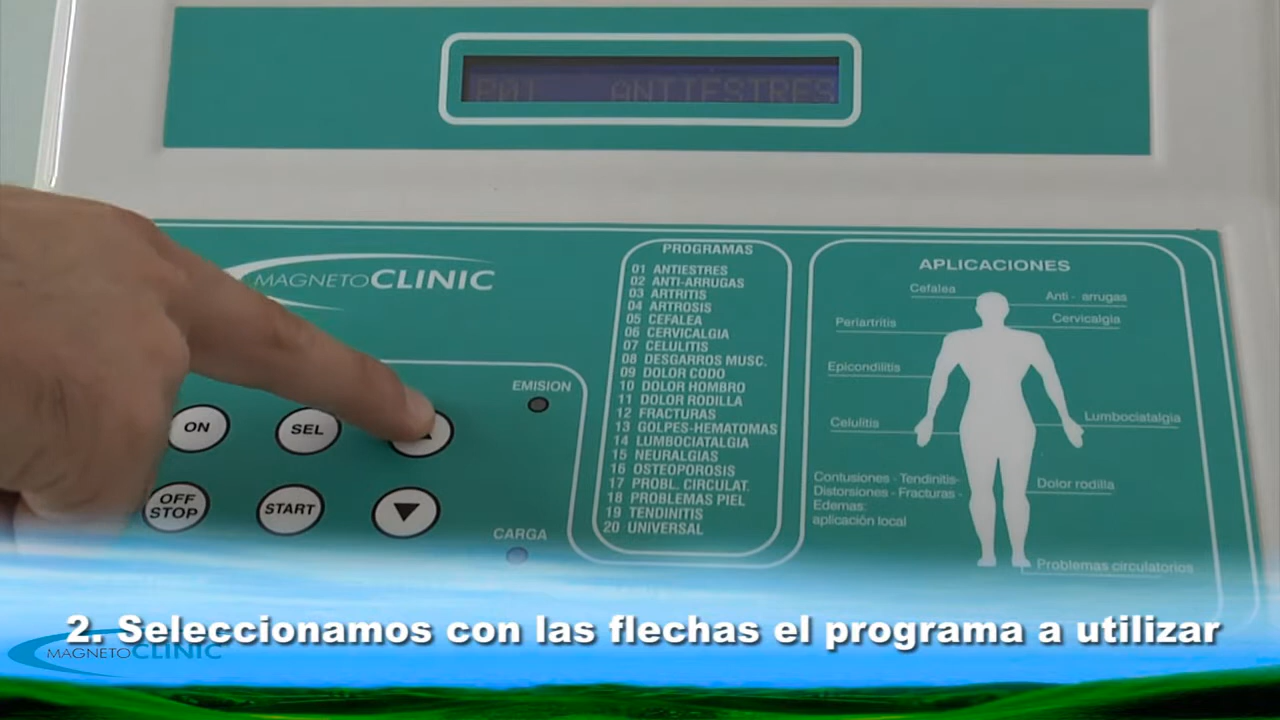 P01 ANTIESTRES
MAGNETOCLINIC
PROGRAMAS
01 ANTIESTRES
02 ANTI-ARRUGAS
03 ARTRITIS
04 ARTROSIS
05 CEFALEA
06 CERVICALGIA
07 CELULITIS
08 DESGARROS MUSC.
09 DOLOR CODO
10 DOLOR HOMBRO
11 DOLOR RODILLA
12 FRACTURAS
13 GOLPES-HEMATOMAS
14 LUMBOCIATALGIA
15 NEURALGIAS
16 OSTEOPOROSIS
17 PROBL. CIRCULAT.
18 PROBLEMAS PIEL
19 TENDINITIS
20 UNIVERSAL
APLICACIONES
Cefalea
Anti - arrugas
Periartritis
Cervicalgia
Epicondilitis
Celulitis
Lumbociatalgia
Contusiones - Tendinitis-
Distorsiones - Fracturas -
Edemas:
aplicación local
Dolor rodilla
Problemas circulatorios
EMISION
ON
SEL
OFF
STOP
START
CARGA
2. Seleccionamos con las flechas el programa a utilizar
MAGNETOCLINIC